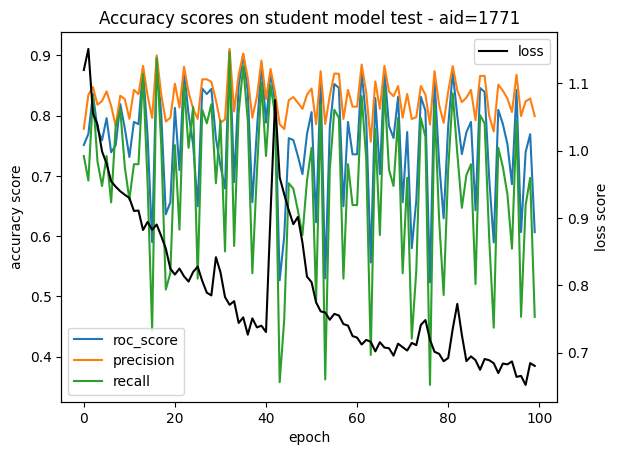 Accuracy scores on student model test - aid=1771
loss
0.9
0.8
0.7
0.6
0.5
0.4
accuracy score
1.1
1.0
0.9
0.8
0.7
loss score
roc_score
precision
recall
0 20 40 60 80 100
epoch